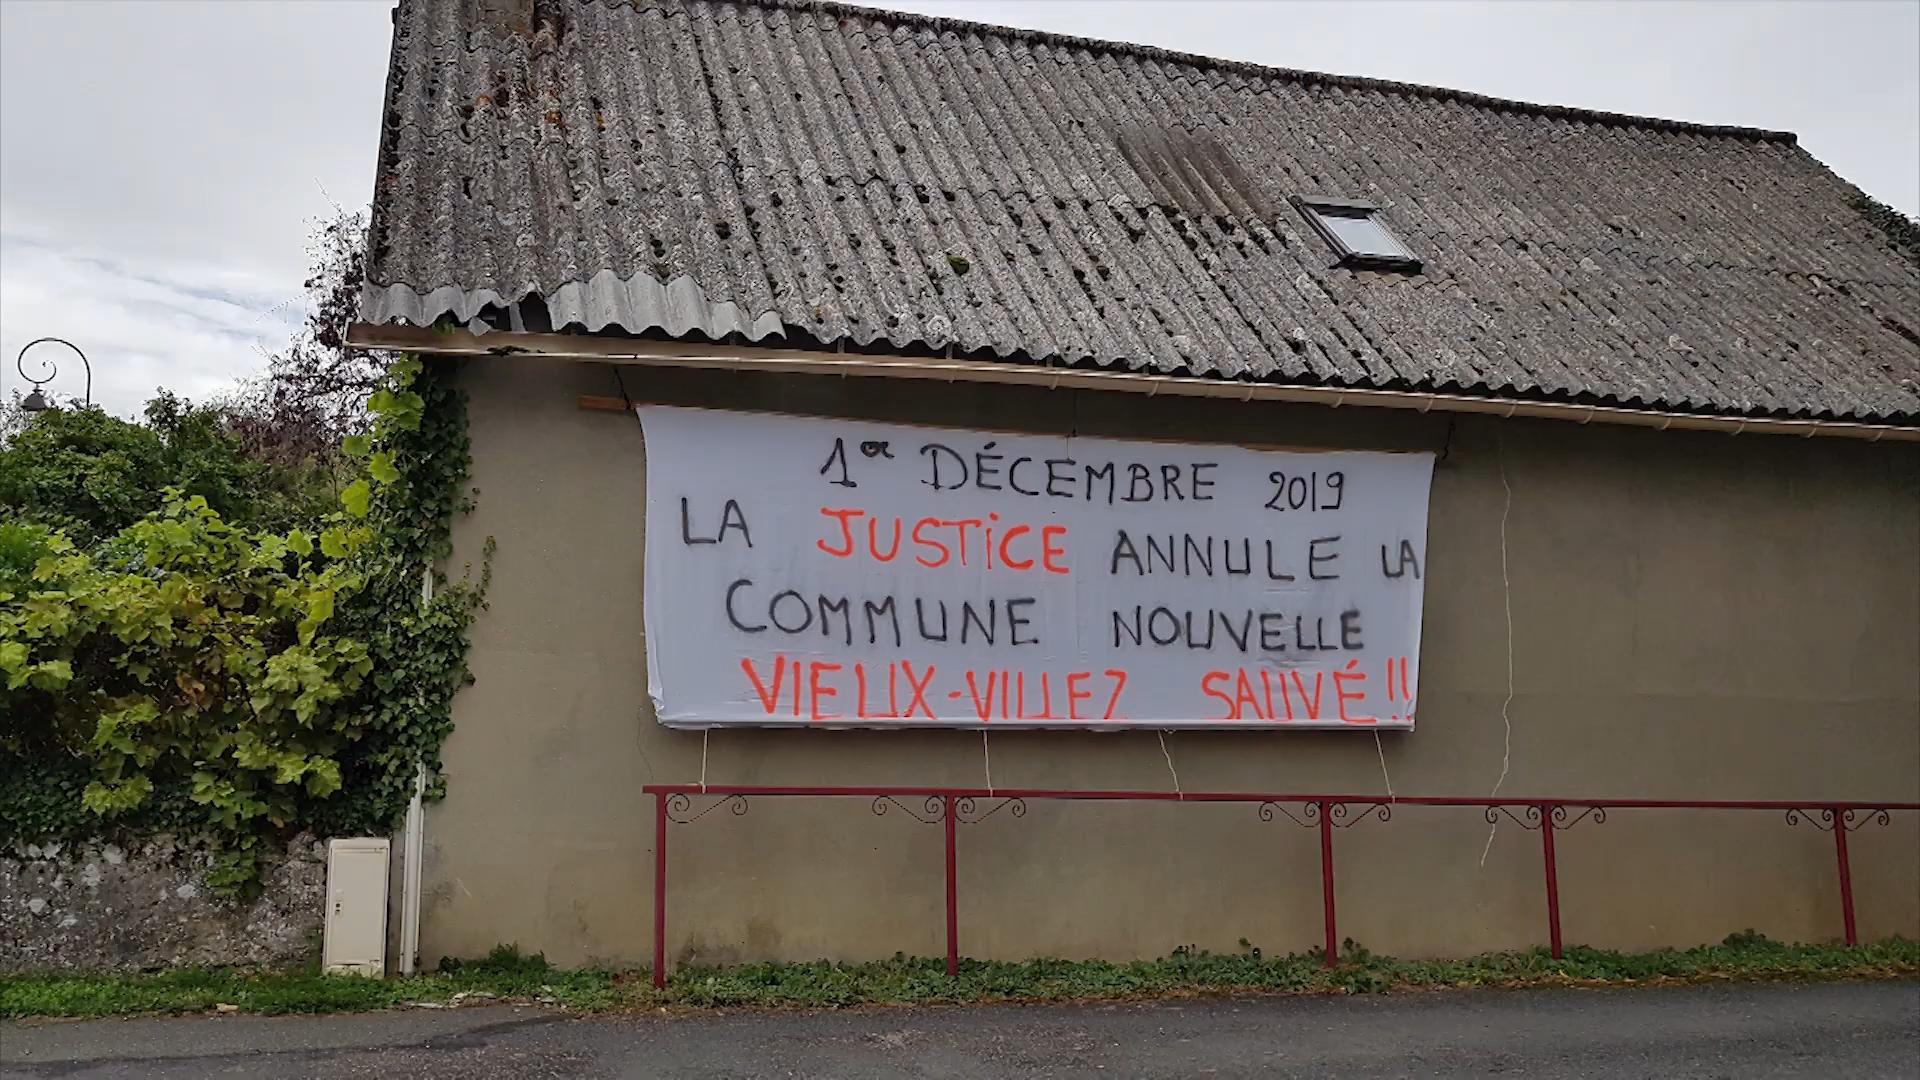 1er DÉCEMBRE 2019
LA JUSTiCE ANNULE LA
COMMUNE NOUVELLE
VIEUX-VILLEZ SAUVÉ!!